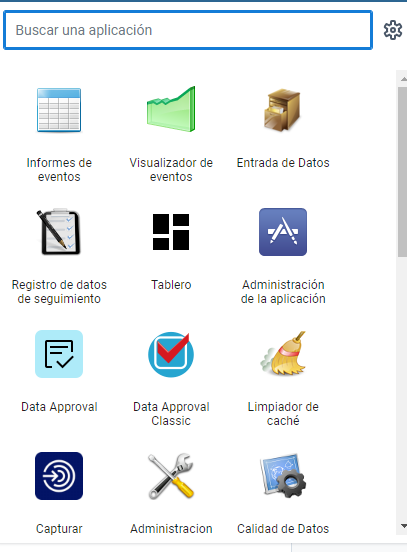 Buscar una aplicación
Informes de
eventos
Visualizador de
eventos
Entrada de Datos
Registro de datos
de seguimiento
Tablero
Administración
de la aplicación
Data Approval
Data Approval
Classic
Limpiador de
caché
Capturar
Administracion
Calidad de Datos